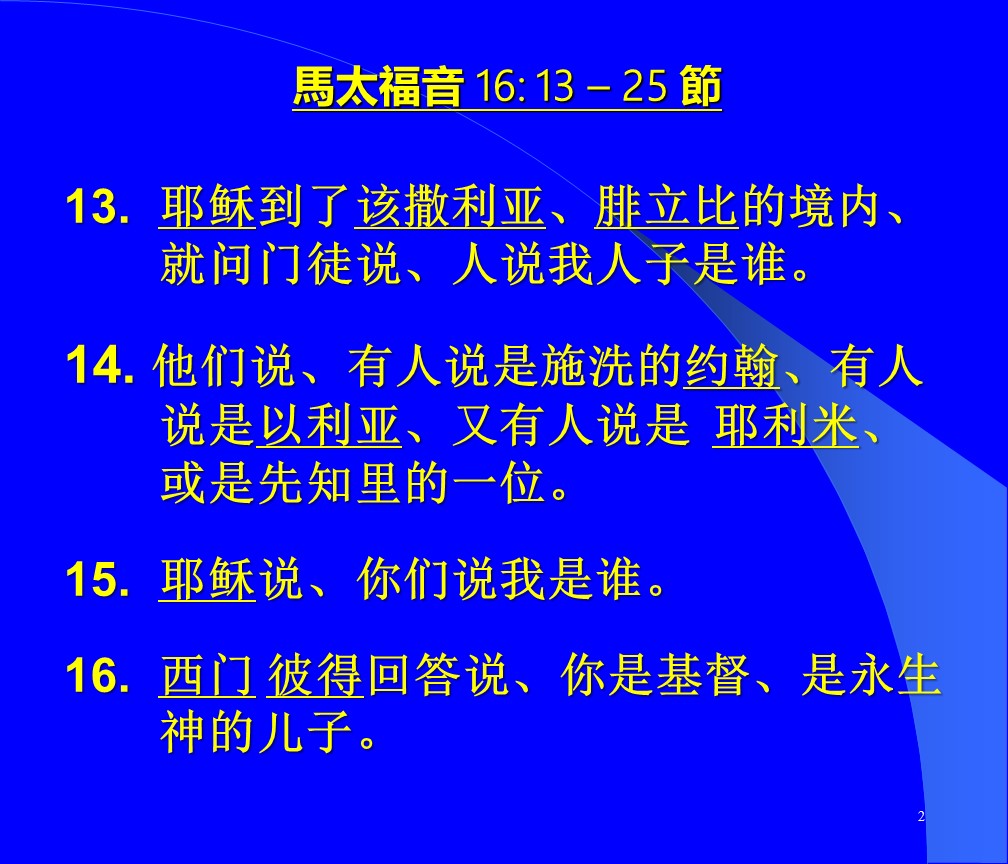 馬太福音 16: 13 – 25 節
13. 耶稣到了该撒利亚、腓立比的境内、
就问门徒说、人说我人子是谁。
14. 他们说、有人说是施洗的约翰、有人
说是以利亚、又有人说是 耶利米、
或是先知里的一位。
15. 耶稣说、你们说我是谁。
16. 西门 彼得回答说、你是基督、是永生
神的儿子。
2